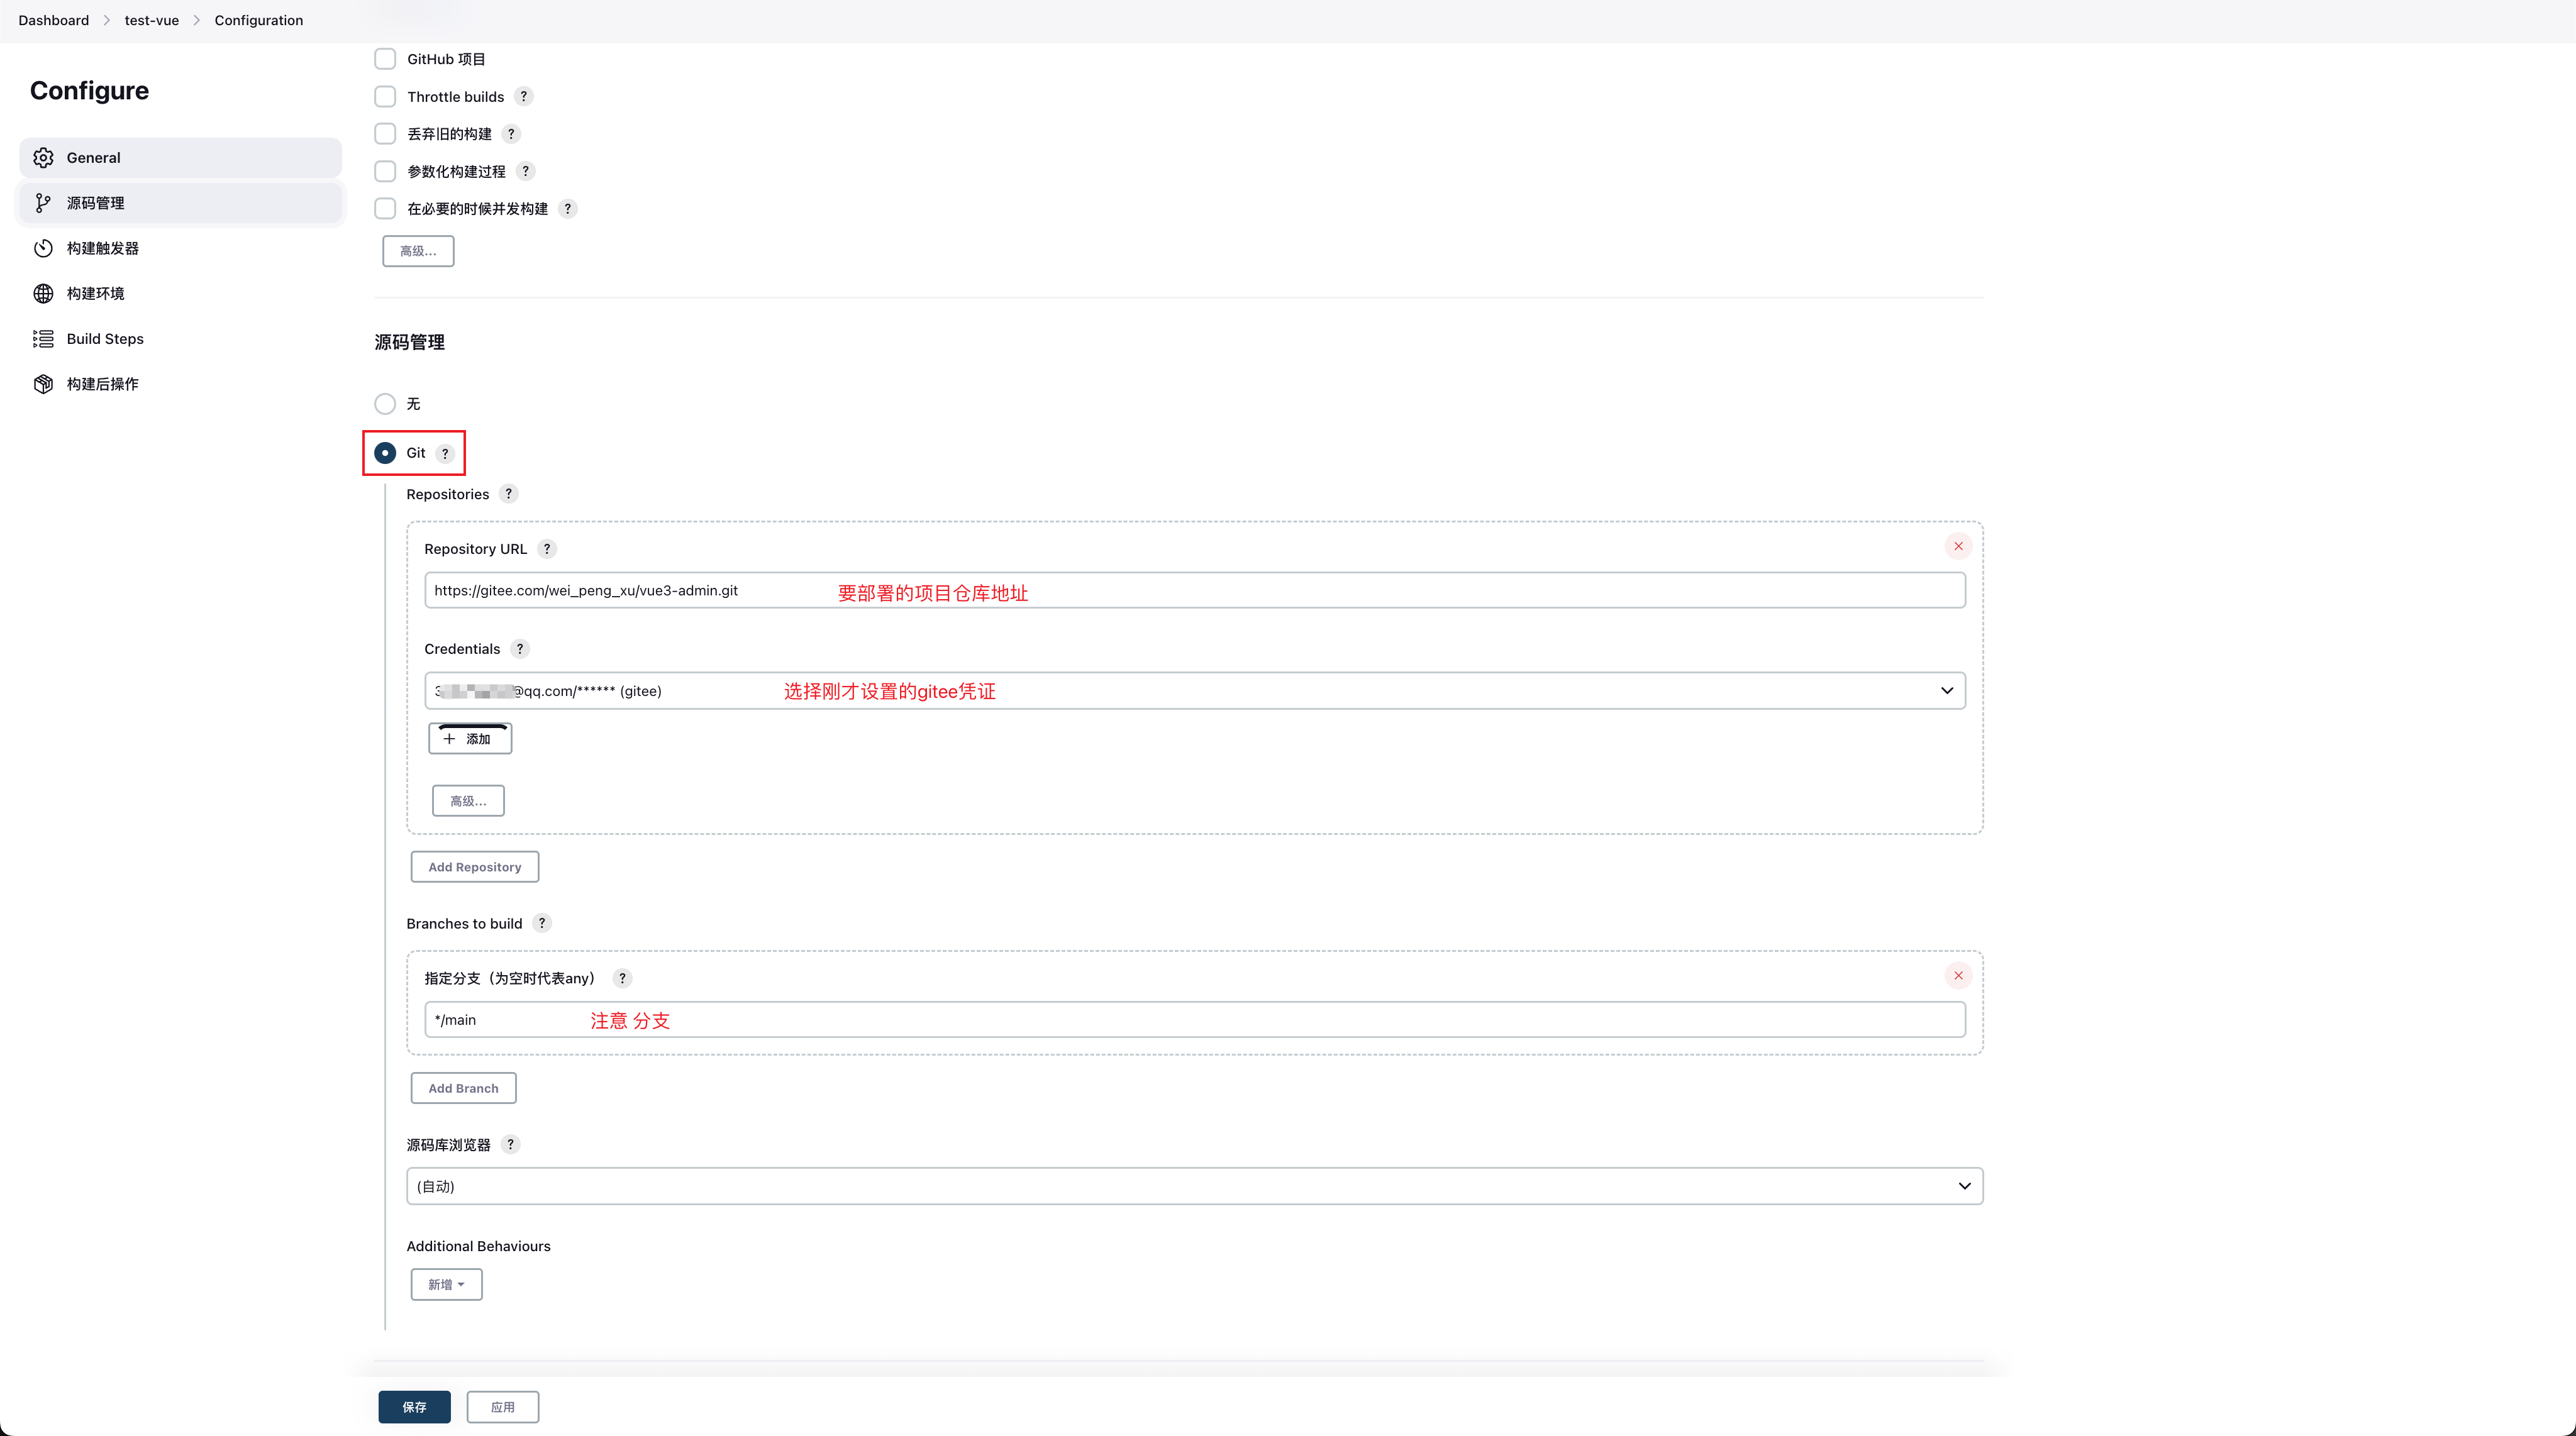 Dashboard > test-vue > Configuration
Configure
General
源码管理
构建触发器
构建环境
Build Steps
构建后操作
GitHub 项目
Throttle builds ?
丢弃旧的构建 ?
参数化构建过程 ?
在必要的时候并发构建 ?
高级...
源码管理
无
Git ?
Repositories ?
Repository URL ?
https://gitee.com/wei_peng_xu/vue3-admin.git 要部署的项目仓库地址
Credentials ?
@qq.com/****** (gitee) 选择刚才设置的gitee凭证
+ 添加
高级...
Add Repository
Branches to build ?
指定分支（为空时代表any） ?
*/main 注意 分支
Add Branch
源码库浏览器 ?
(自动)
Additional Behaviours
新增
保存 应用